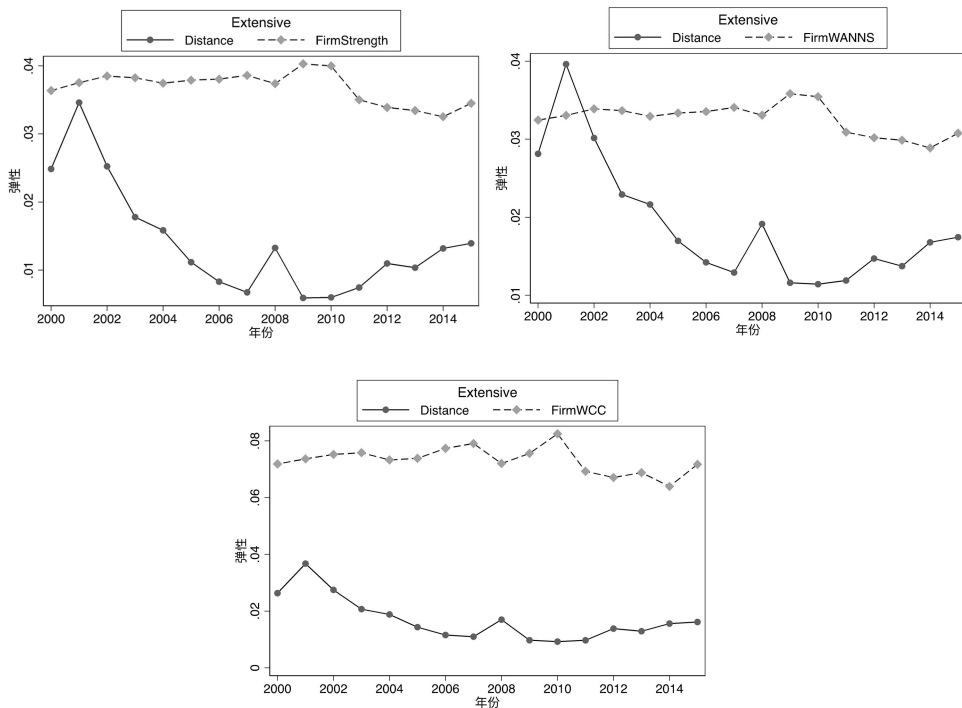 Extensive
Distance FirmStrength
.04
.03
.02
.01
弹性
2000 2002 2004 2006 2008 2010 2012 2014
年份
Extensive
Distance FirmWANNS
.04
.03
.02
.01
弹性
2000 2002 2004 2006 2008 2010 2012 2014
年份
Extensive
Distance FirmWCC
.08
.06
.04
.02
0
弹性
2000 2002 2004 2006 2008 2010 2012 2014
年份